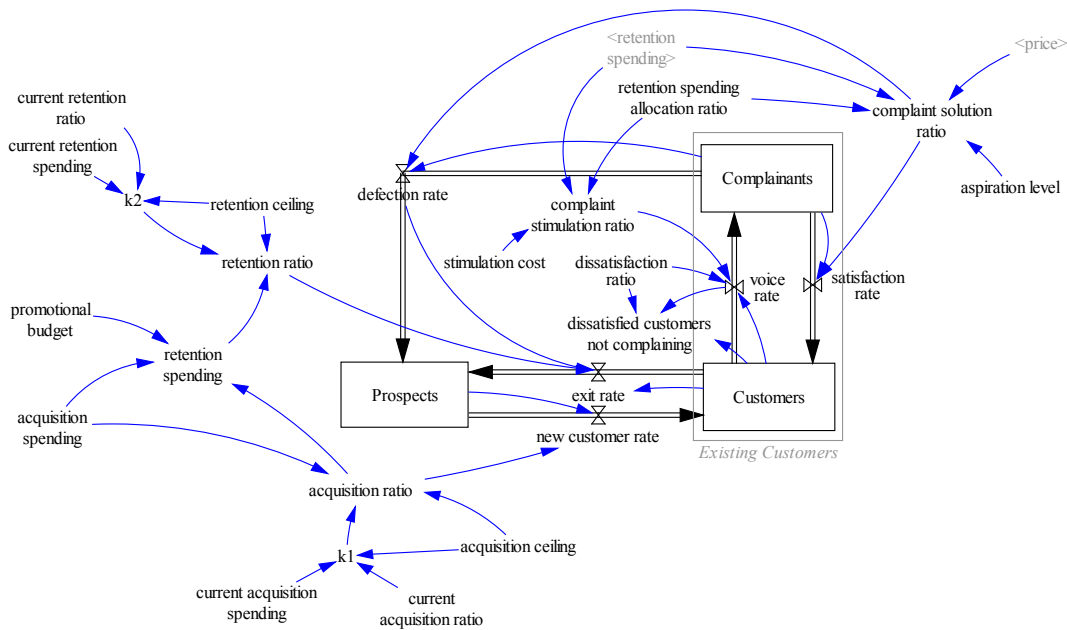 <retention
spending>
<price>
current retention
ratio
retention spending
allocation ratio
complaint solution
ratio
current retention
spending
k2
retention ceiling
defection rate
Complainants
aspiration level
complaint
stimulation ratio
retention ratio
stimulation cost
dissatisfaction
ratio
voice
rate
satisfaction
rate
promotional
budget
dissatisfied customers
not complaining
retention
spending
Prospects
exit rate
Customers
acquisition
spending
new customer rate
Existing Customers
acquisition ratio
acquisition ceiling
k1
current acquisition
spending
current
acquisition ratio